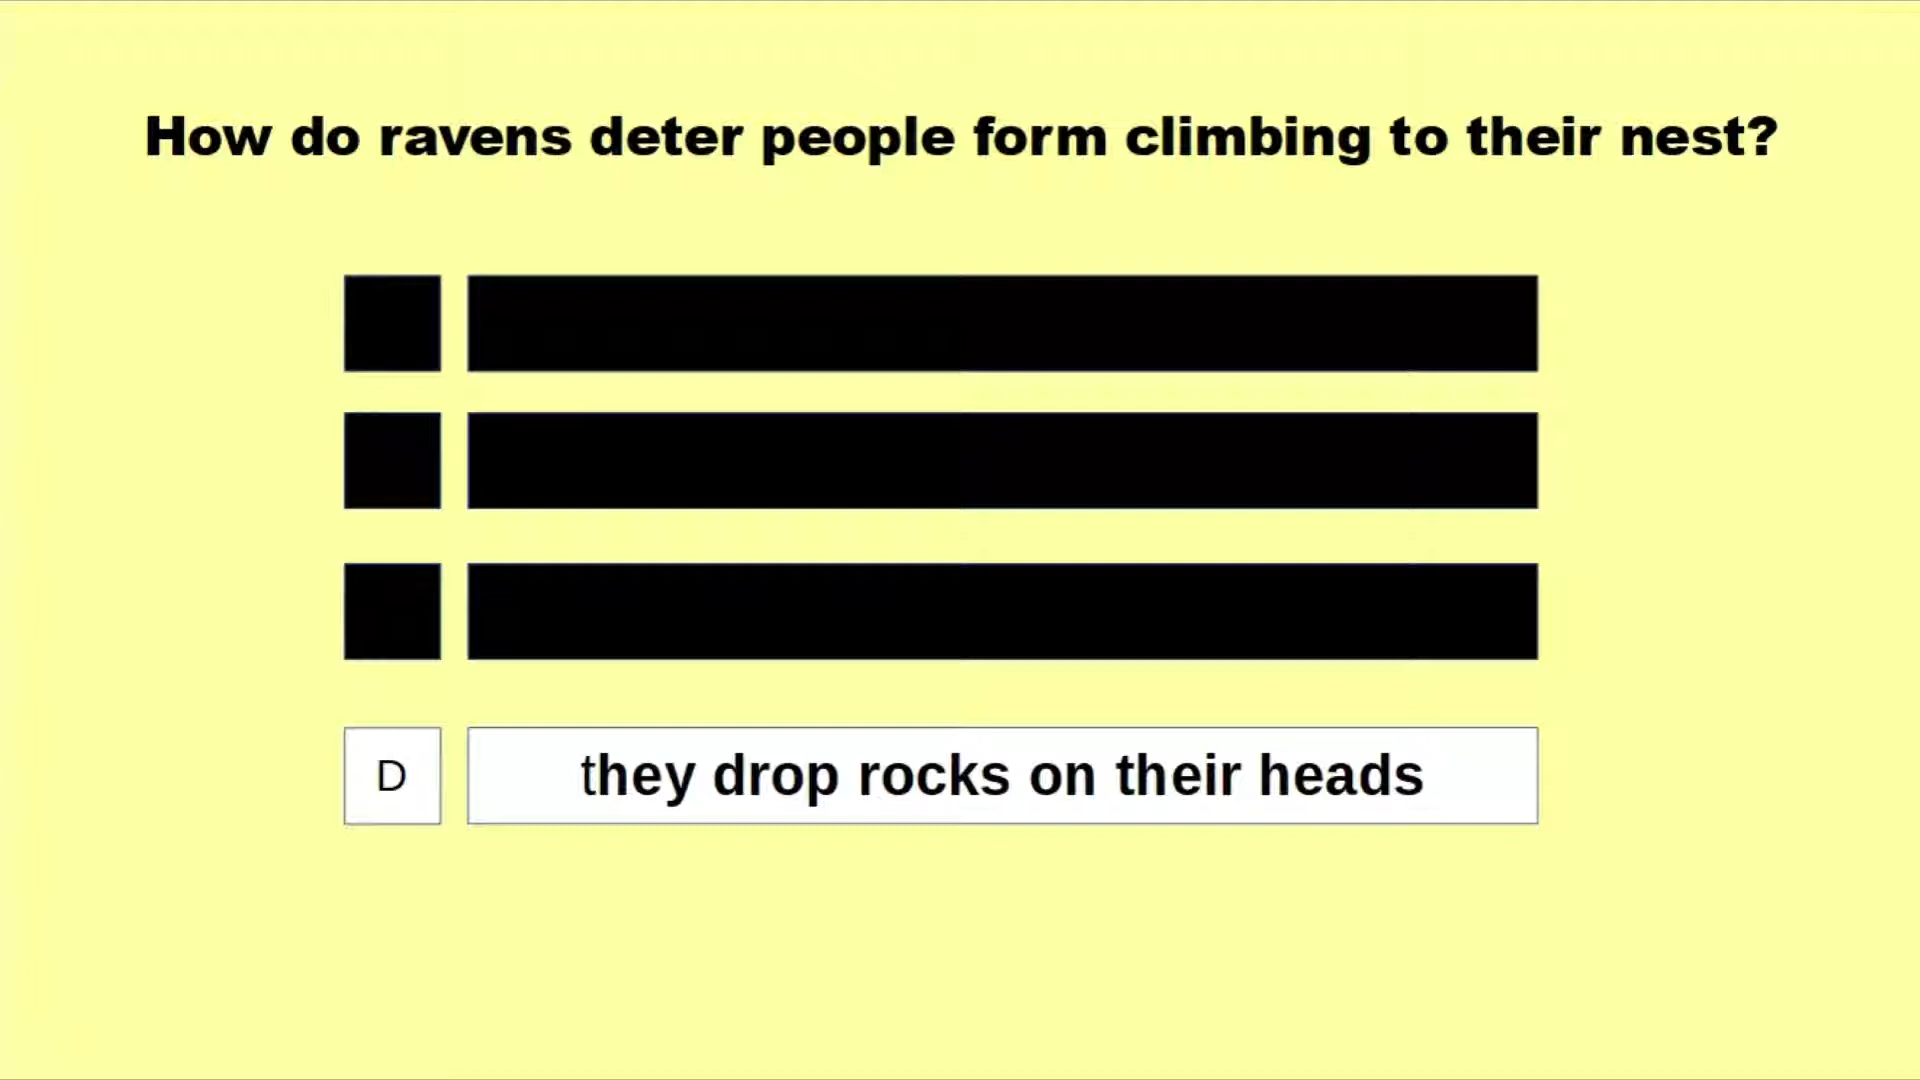 How do ravens deter people form climbing to their nest?
D they drop rocks on their heads